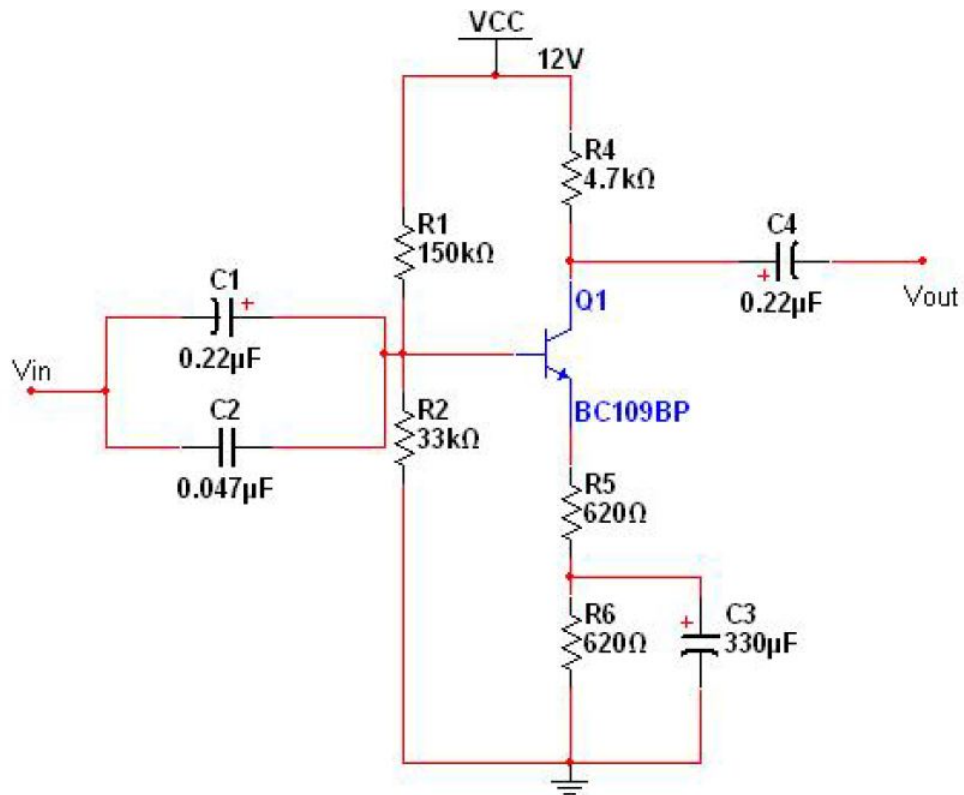 VCC
12V
R4
4.7kΩ
R1
150kΩ
C4
0.22µF
Vout
C1
+
0.22µF
Q1
Vin
C2
0.047µF
R2
33kΩ
BC109BP
R5
620Ω
R6
620Ω
+
C3
330µF
+